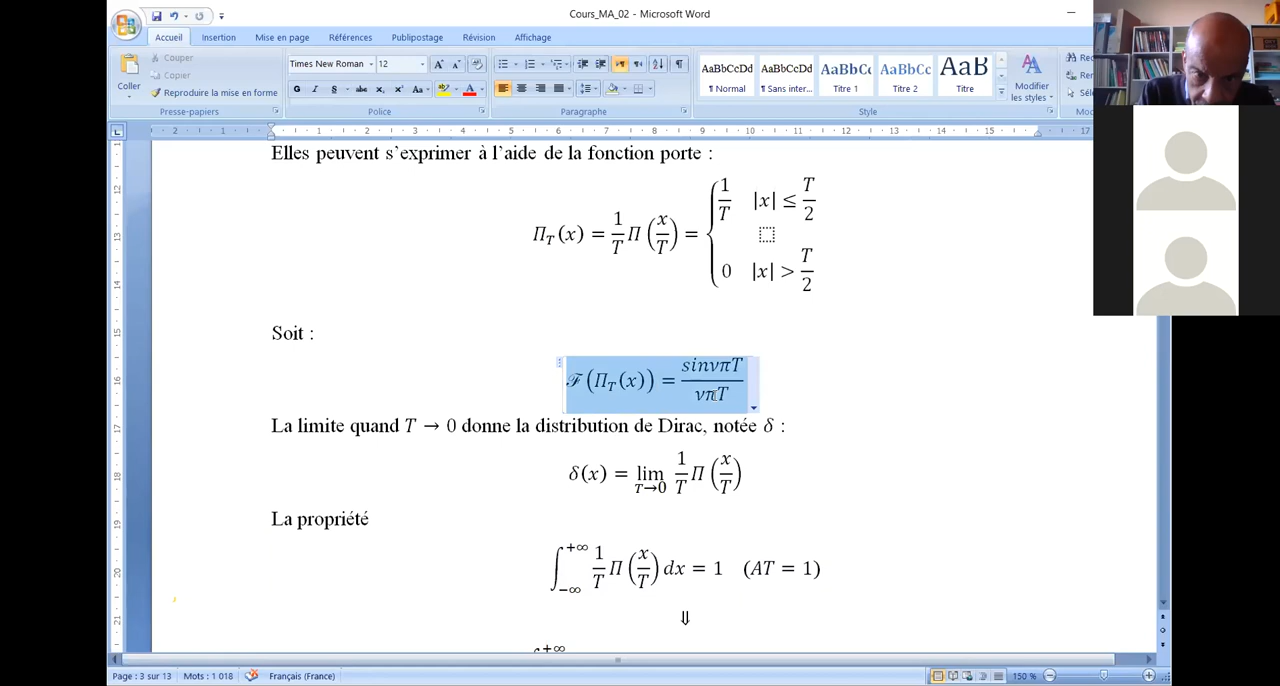 Cours_MA_02 - Microsoft Word
Accueil Insertion Mise en page Références Publipostage Révision Affichage
Coller
Couper
Copier
Reproduire la mise en forme
Presse-papiers
Times New Roman 12
G I S abc x₂ x² Aa
Police
Paragraphe
AaBbCcDd AaBbCcDd AaBbCc AaBbCc AaB
¶ Normal ¶ Sans inter... Titre 1 Titre 2 Titre
Modifier
les styles
Style
Elles peuvent s'exprimer à l'aide de la fonction porte :
Π_T(x) = 1/T Π(x/T) = { 1/T |x| ≤ T/2
0 |x| > T/2
Soit :
ℱ(Π_T(x)) = sinνπT/νπT
La limite quand T → 0 donne la distribution de Dirac, notée δ :
δ(x) = lim_{T→0} 1/T Π(x/T)
La propriété
∫_{−∞}^{+∞} 1/T Π(x/T) dx = 1 (AT = 1)
⇓
+∞
Page : 3 sur 13 Mots : 1 018 Français (France) 150 %